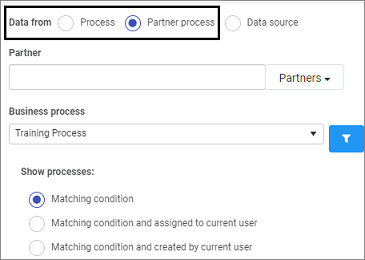 Data from Process Partner process Data source
Partner
Partners
Business process
Training Process
Show processes:
Matching condition
Matching condition and assigned to current user
Matching condition and created by current user